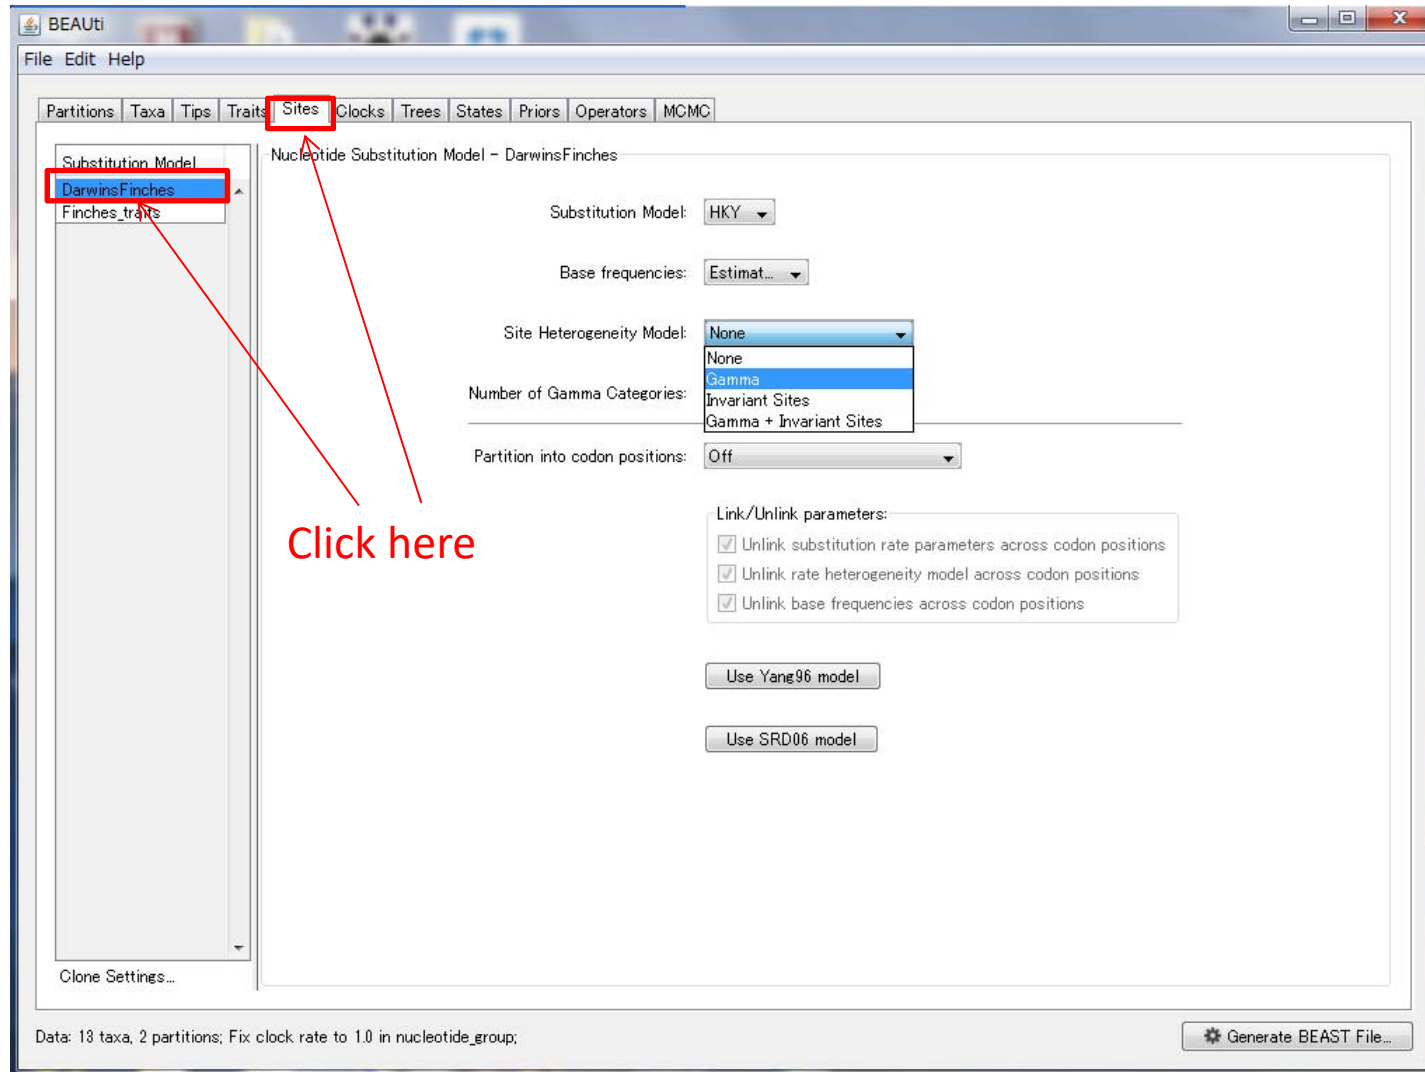 BEAUti
File Edit Help
Partitions Taxa Tips Traits Sites Clocks Trees States Priors Operators MCMC
Substitution Model
DarwinsFinches
Finches_traits
Nucleotide Substitution Model - DarwinsFinches
Substitution Model: HKY
Base frequencies: Estimat...
Site Heterogeneity Model: None
None
Gamma
Invariant Sites
Gamma + Invariant Sites
Number of Gamma Categories:
Partition into codon positions: Off
Link/Unlink parameters:
Unlink substitution rate parameters across codon positions
Unlink rate heterogeneity model across codon positions
Unlink base frequencies across codon positions
Click here
Use Yang96 model
Use SRD06 model
Clone Settings...
Data: 13 taxa, 2 partitions; Fix clock rate to 1.0 in nucleotide_group;
Generate BEAST File...